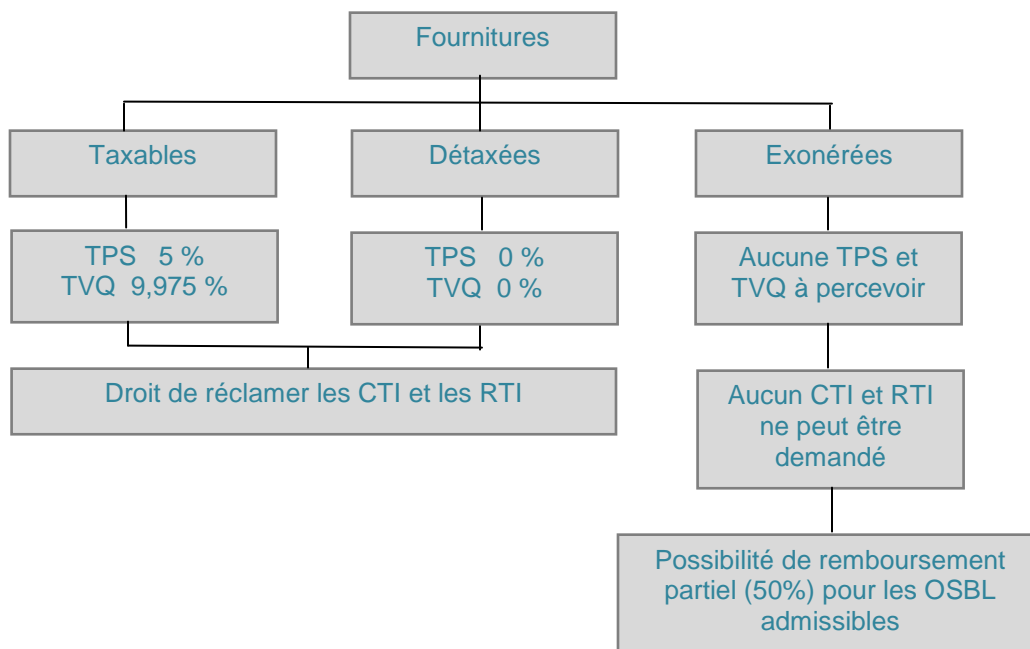 Fournitures
Taxables
Détaxées
Exonérées
TPS 5 %
TVQ 9,975 %
TPS 0 %
TVQ 0 %
Aucune TPS et
TVQ à percevoir
Droit de réclamer les CTI et les RTI
Aucun CTI et RTI
ne peut être
demandé
Possibilité de remboursement
partiel (50%) pour les OSBL
admissibles